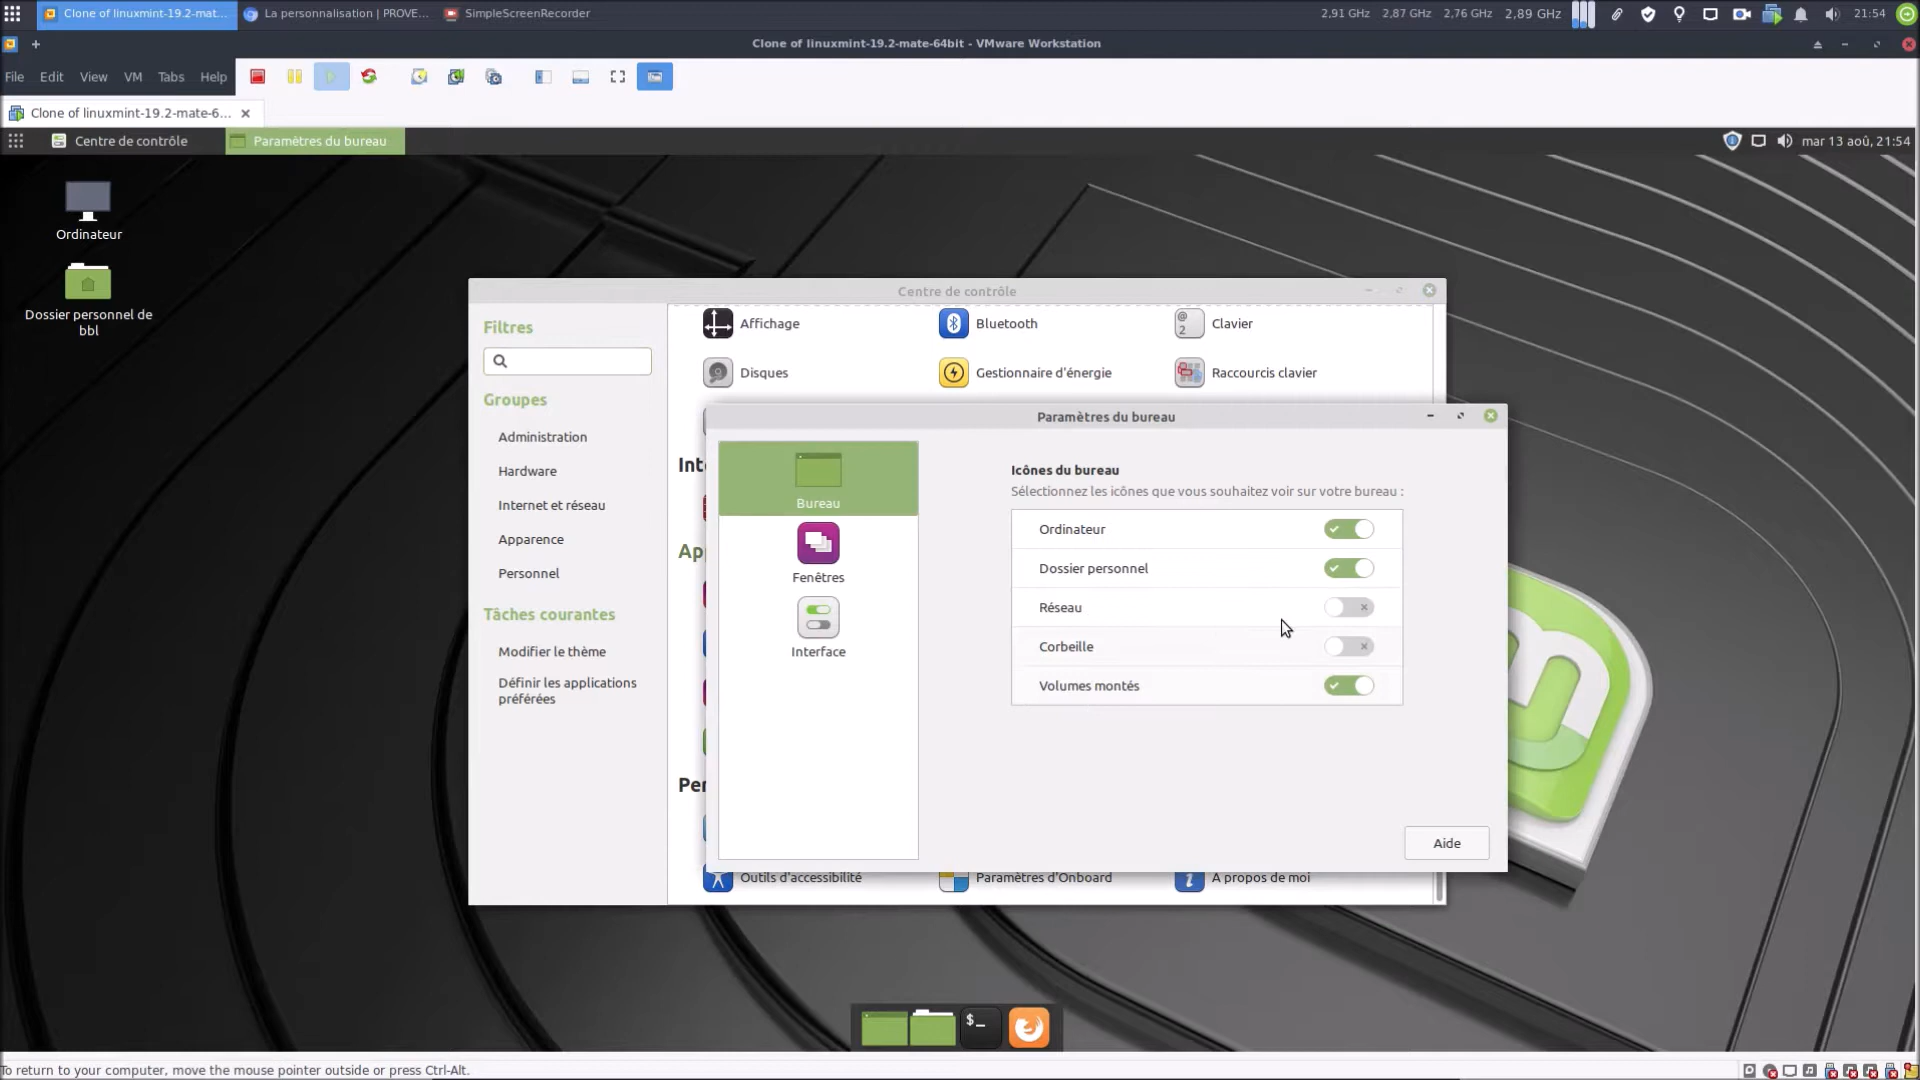 Clone of linuxmint-19.2-mat...
La personnalisation | PROVE...
SimpleScreenRecorder
2,91 GHz
2,87 GHz
2,76 GHz
2,89 GHz
21:54
Clone of linuxmint-19.2-mate-64bit - VMware Workstation
File Edit View VM Tabs Help
Clone of linuxmint-19.2-mate-6...
Centre de contrôle
Paramètres du bureau
mar 13 aoû, 21:54
Ordinateur
Dossier personnel de
bbl
Centre de contrôle
Filtres
Groupes
Administration
Hardware
Internet et réseau
Apparence
Personnel
Tâches courantes
Modifier le thème
Définir les applications
préférées
Affichage
Bluetooth
@
2
Clavier
Disques
Gestionnaire d'énergie
Raccourcis clavier
Int
Ap
Per
Outils d'accessibilité
Paramètres d'Onboard
A propos de moi
Paramètres du bureau
Bureau
Fenêtres
Interface
Icônes du bureau
Sélectionnez les icônes que vous souhaitez voir sur votre bureau :
Ordinateur
Dossier personnel
Réseau
Corbeille
Volumes montés
Aide
$_
To return to your computer, move the mouse pointer outside or press Ctrl-Alt.